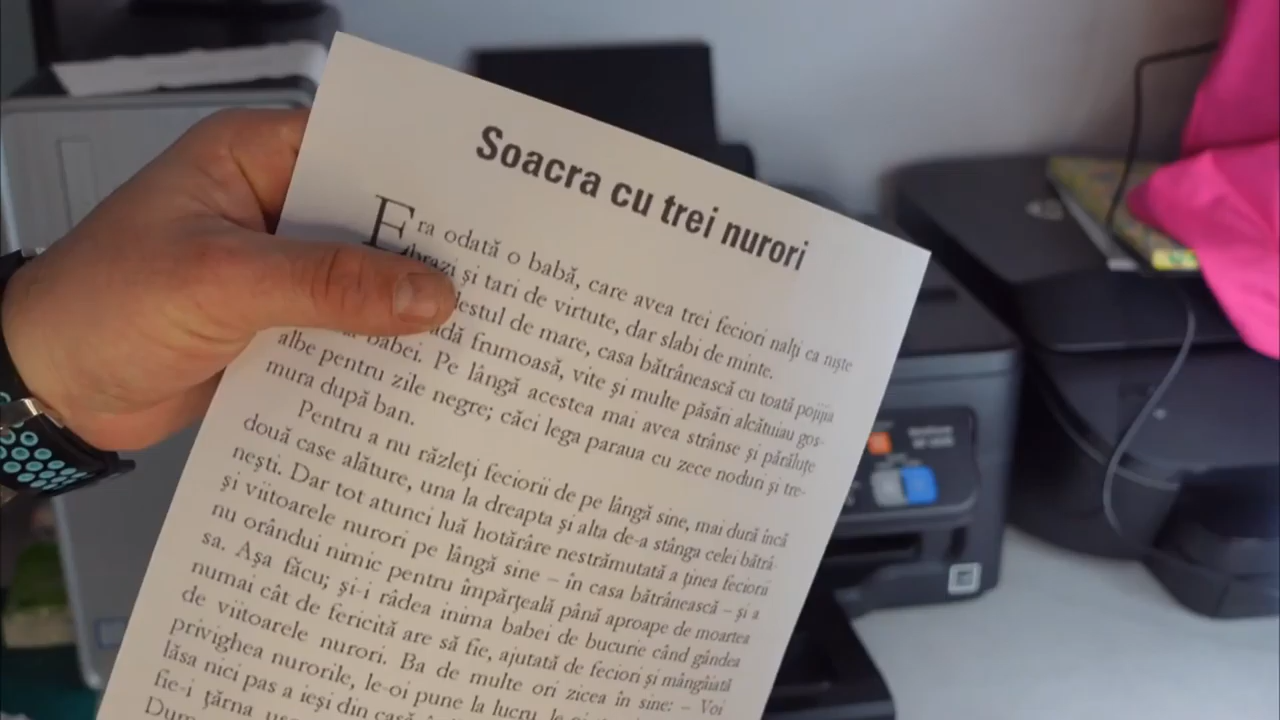 Soacra cu trei nurori
Era odată o babă, care avea trei feciori nalți ca niște
brazi și tari de virtute, dar slabi de minte.
destul de mare, casa bătrânească cu toată pojijia
frumoasă, vite și multe păsări alcătuiau gos-
babei. Pe lângă acestea mai avea strânse și părăluțe
albe pentru zile negre; căci lega paraua cu zece noduri și tre-
mura după ban.
Pentru a nu răzleți feciorii de pe lângă sine, mai dură încă
două case alăture, una la dreapta și alta de-a stânga celei bătrâ-
nești. Dar tot atunci luă hotărâre nestrămutată a ținea feciorii
și viitoarele nurori pe lângă sine – în casa bătrânească – și a
nu orândui nimic pentru împărțeală până aproape de moartea
sa. Așa făcu; și-i râdea inima babei de bucurie când gândea
numai cât de fericită are să fie, ajutată de feciori și mângâiată
de viitoarele nurori. Ba de multe ori zicea în sine: – Voi
privighea nurorile, le-oi pune la lucru,
lăsa nici pas a ieși din casă
fie-i țărna